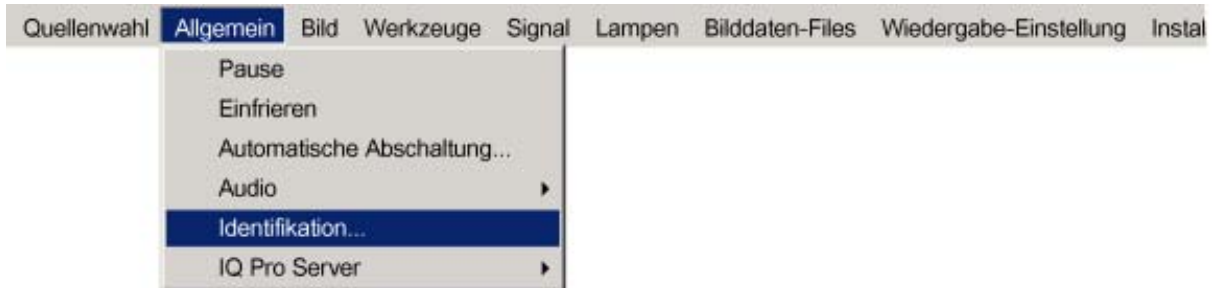 Quellenwahl Allgemein Bild Werkzeuge Signal Lampen Bilddaten-Files Wiedergabe-Einstellung Instal
Pause
Einfrieren
Automatische Abschaltung...
Audio
Identifikation...
IQ Pro Server